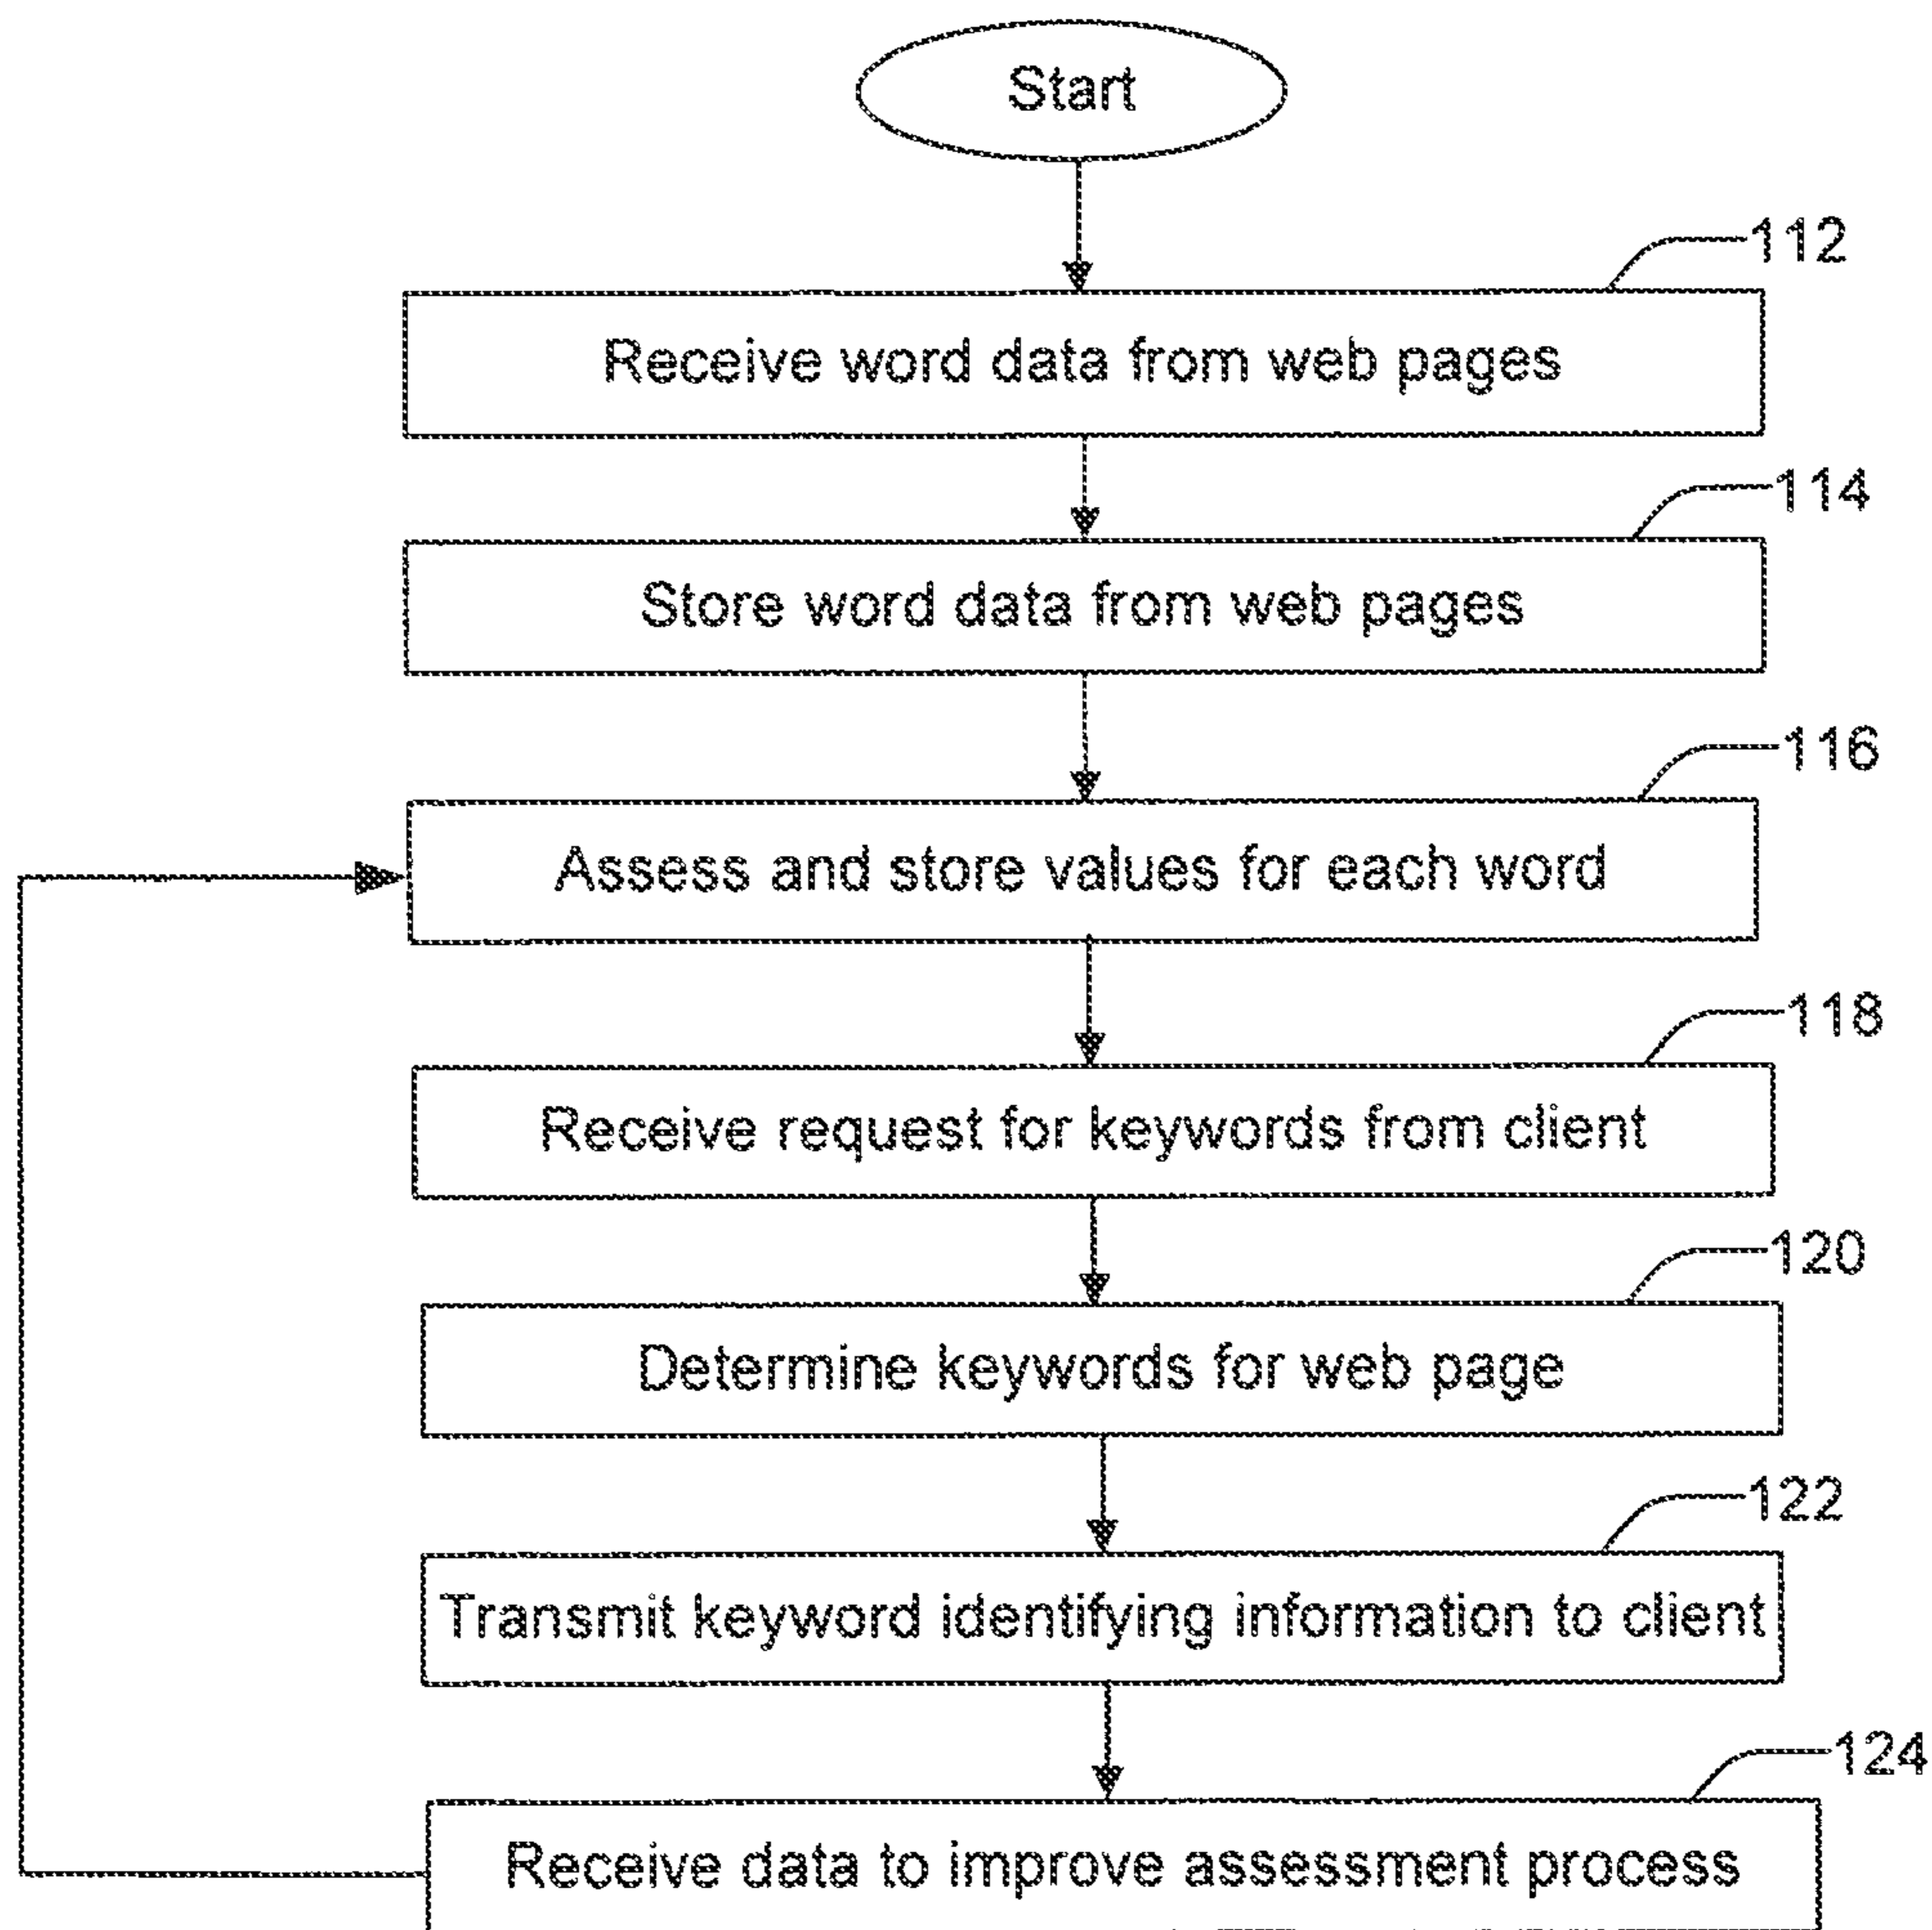 Start
112
Receive word data from web pages
114
Store word data from web pages
116
Assess and store values for each word
118
Receive request for keywords from client
120
Determine keywords for web page
122
Transmit keyword identifying information to client
124
Receive data to improve assessment process